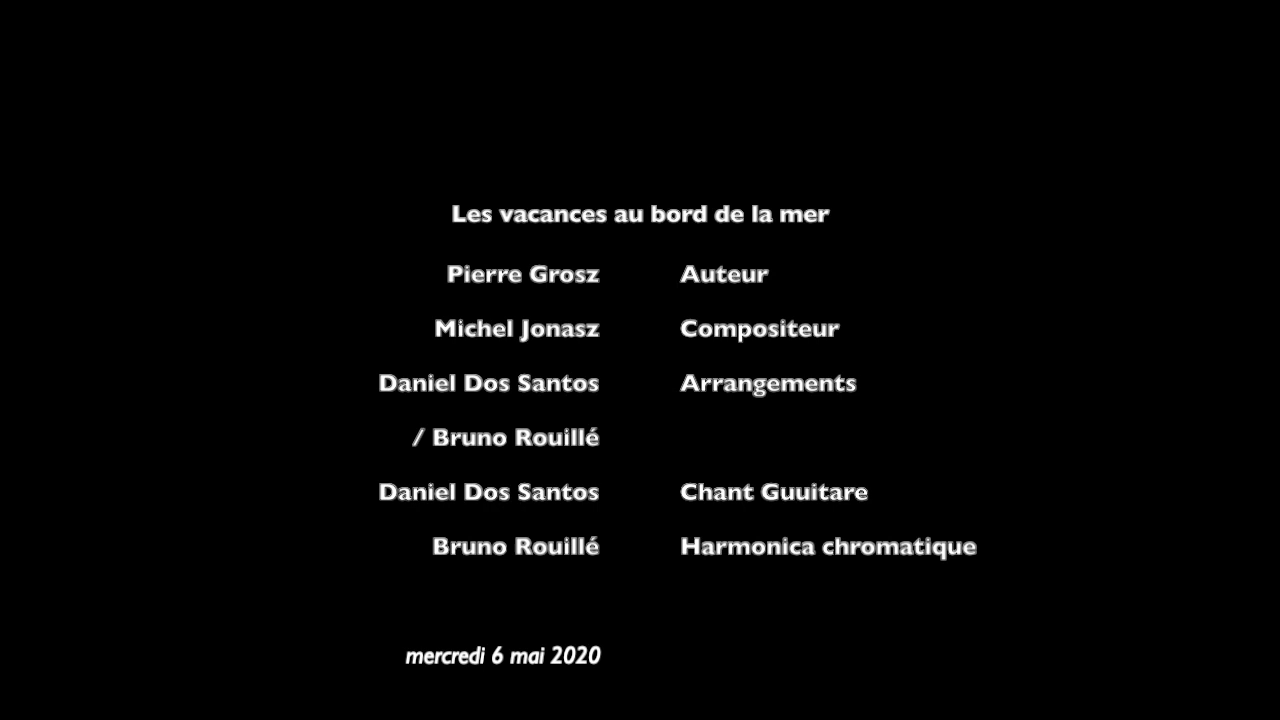 Les vacances au bord de la mer
Pierre Grosz Auteur
Michel Jonasz Compositeur
Daniel Dos Santos Arrangements
/ Bruno Rouillé
Daniel Dos Santos Chant Guuitare
Bruno Rouillé Harmonica chromatique
mercredi 6 mai 2020